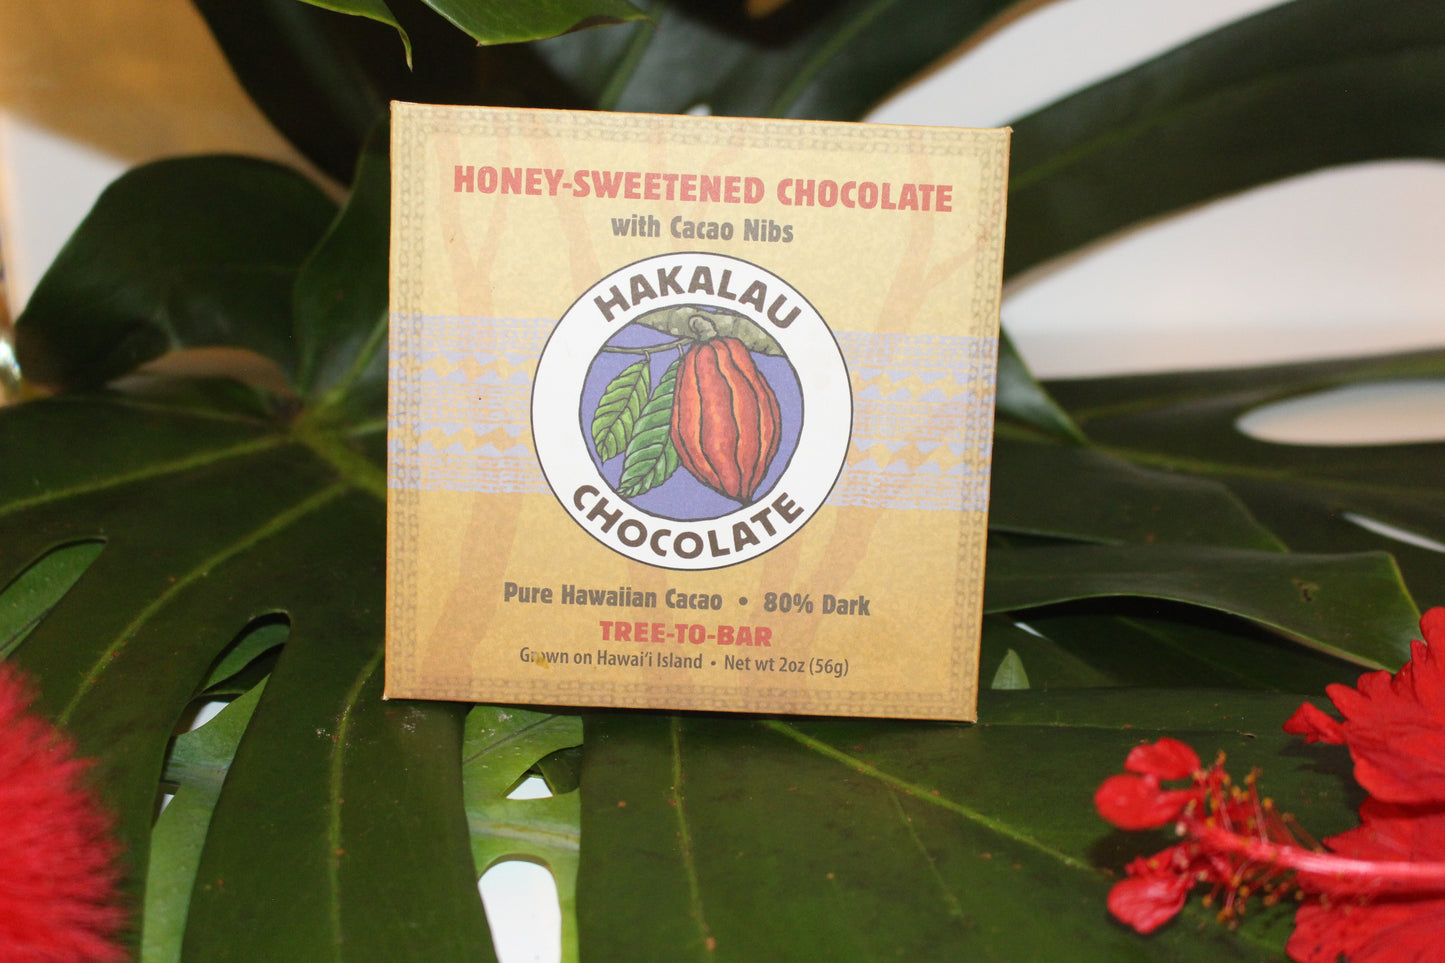 HONEY-SWEETENED CHOCOLATE
with Cacao Nibs
HAKALAU
CHOCOLATE
Pure Hawaiian Cacao • 80% Dark
TREE-TO-BAR
Grown on Hawai‘i Island • Net wt 2oz (56g)